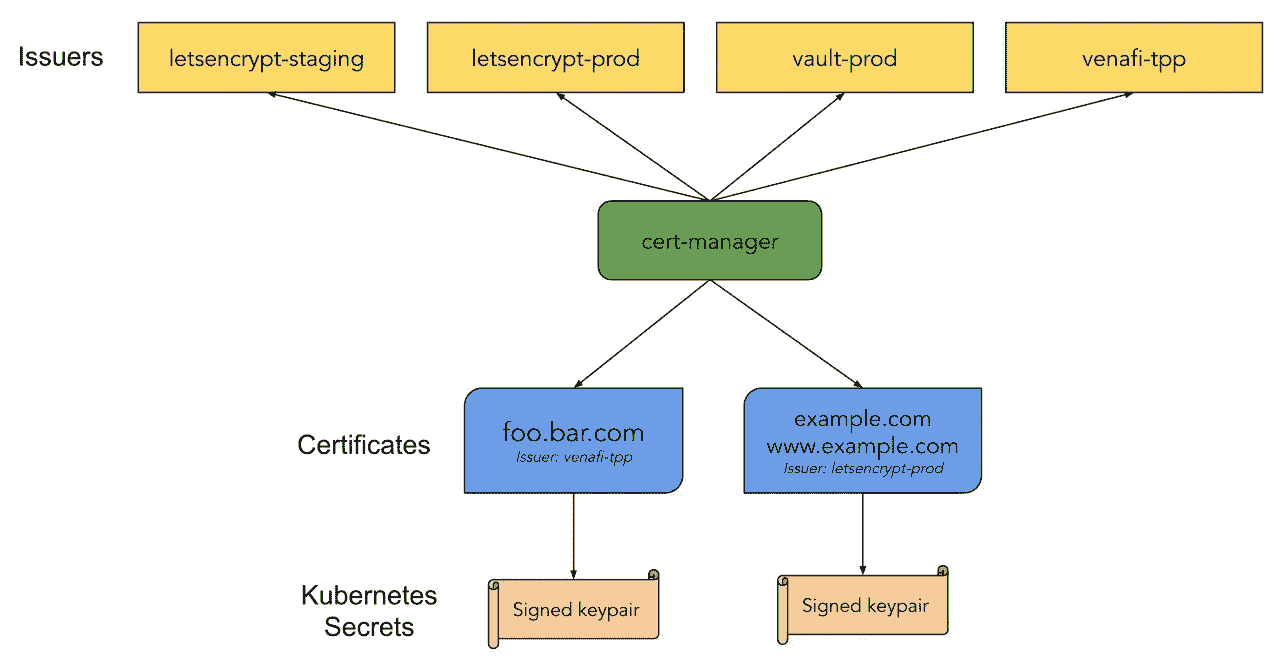 Issuers
letsencrypt-staging
letsencrypt-prod
vault-prod
venafi-tpp
cert-manager
Certificates
foo.bar.com
Issuer: venafi-tpp
example.com
www.example.com
Issuer: letsencrypt-prod
Kubernetes
Secrets
Signed keypair
Signed keypair